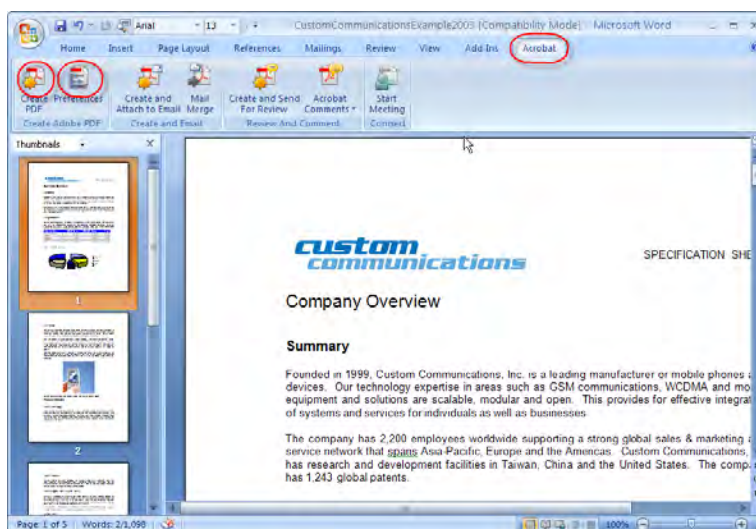 Arial
13
CustomCommunicationsExample2003 [Compatibility Mode] - Microsoft Word
Home Insert Page Layout References Mailings Review View Add-Ins Acrobat
Create PDF
Preferences
Create and Attach to Email
Mail Merge
Create and Send For Review
Acrobat Comments
Start Meeting
Create Adobe PDF
Create and Email
Review And Comment
Connect
Thumbnails
1
2
custom
communications
SPECIFICATION SHE
Company Overview
Summary
Founded in 1999, Custom Communications, Inc. is a leading manufacturer or mobile phones a
devices. Our technology expertise in areas such as GSM communications, WCDMA and mo
equipment and solutions are scalable, modular and open. This provides for effective integrat
of systems and services for individuals as well as businesses
The company has 2,200 employees worldwide supporting a strong global sales & marketing a
service network that spans Asia-Pacific, Europe and the Americas. Custom Communications,
has research and development facilities in Taiwan, China and the United States. The comp
has 1,243 global patents.
Page 1 of 5 Words: 2/1,098 100%